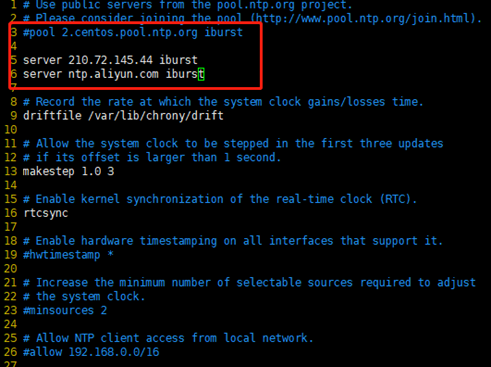 1 # Use public servers from the pool.ntp.org project.
2 # Please consider joining the pool (http://www.pool.ntp.org/join.html).
3 #pool 2.centos.pool.ntp.org iburst
4
5 server 210.72.145.44 iburst
6 server ntp.aliyun.com iburst
7
8 # Record the rate at which the system clock gains/losses time.
9 driftfile /var/lib/chrony/drift
10
11 # Allow the system clock to be stepped in the first three updates
12 # if its offset is larger than 1 second.
13 makestep 1.0 3
14
15 # Enable kernel synchronization of the real-time clock (RTC).
16 rtcsync
17
18 # Enable hardware timestamping on all interfaces that support it.
19 #hwtimestamp *
20
21 # Increase the minimum number of selectable sources required to adjust
22 # the system clock.
23 #minsources 2
24
25 # Allow NTP client access from local network.
26 #allow 192.168.0.0/16
27